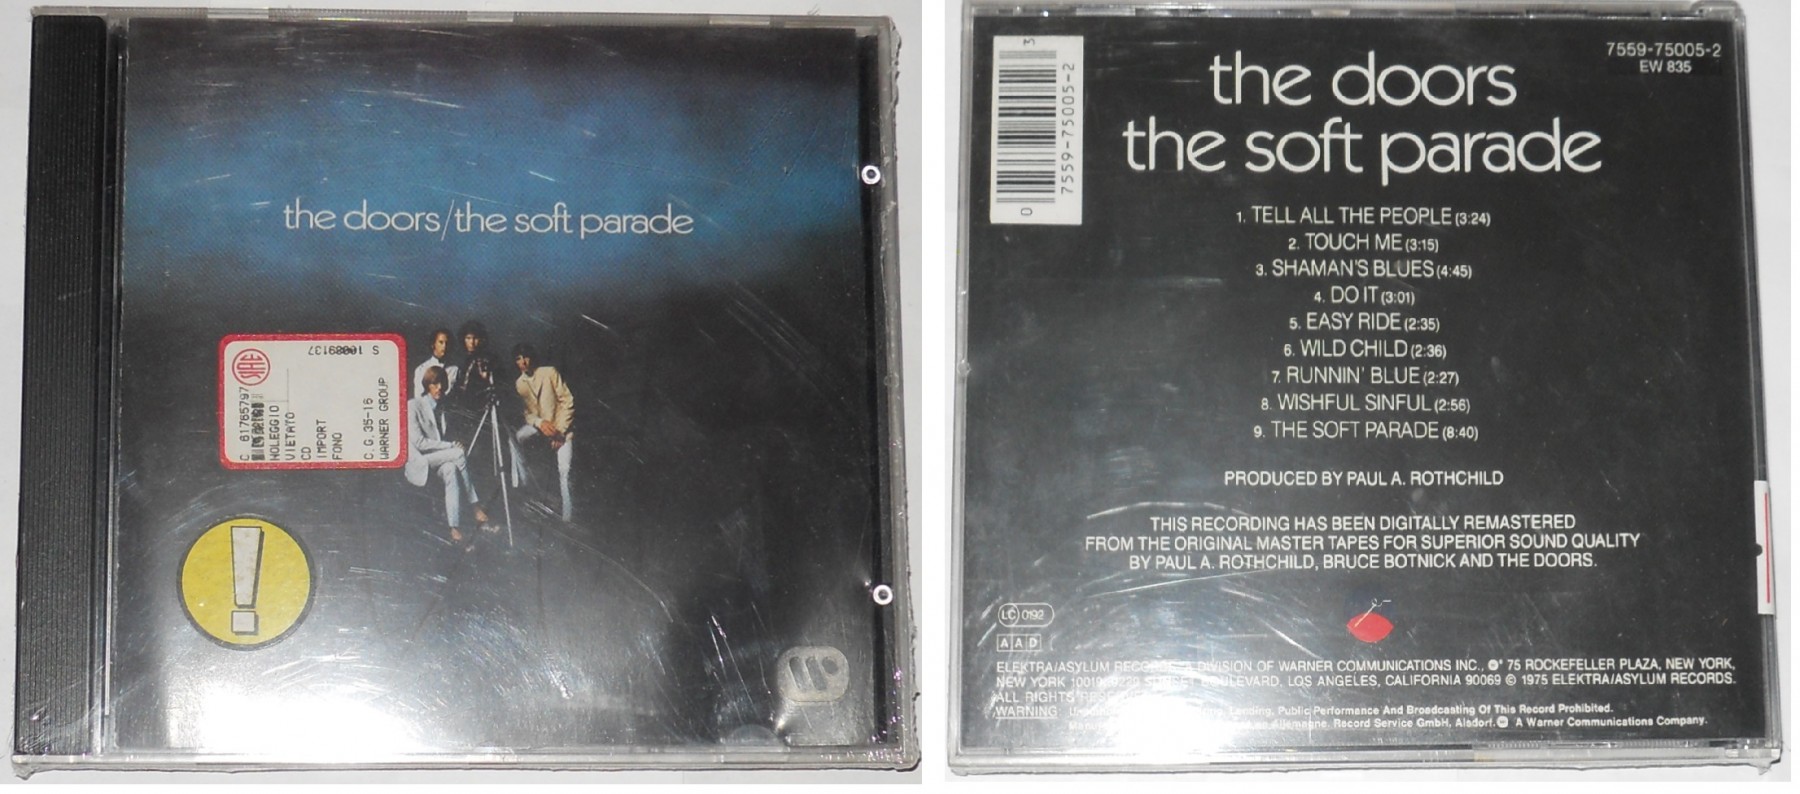 the doors/the soft parade
S 10089137
SIAE
C 61765797
NOLEGGIO
VIETATO
CD
IMPORT
FONO
C.G.35-16
WARNER GROUP
!
3
7559-75005-2
0
7559-75005-2
EW 835
the doors
the soft parade
1. TELL ALL THE PEOPLE (3:24)
2. TOUCH ME (3:15)
3. SHAMAN'S BLUES (4:45)
4. DO IT (3:01)
5. EASY RIDE (2:35)
6. WILD CHILD (2:36)
7. RUNNIN' BLUE (2:27)
8. WISHFUL SINFUL (2:56)
9. THE SOFT PARADE (8:40)
PRODUCED BY PAUL A. ROTHCHILD
THIS RECORDING HAS BEEN DIGITALLY REMASTERED
FROM THE ORIGINAL MASTER TAPES FOR SUPERIOR SOUND QUALITY
BY PAUL A. ROTHCHILD, BRUCE BOTNICK AND THE DOORS.
LC 0192
AAD
ELEKTRA/ASYLUM RECORDS A DIVISION OF WARNER COMMUNICATIONS INC., 75 ROCKEFELLER PLAZA, NEW YORK,
NEW YORK 10019 SUNSET BOULEVARD, LOS ANGELES, CALIFORNIA 90069 © 1975 ELEKTRA/ASYLUM RECORDS.
ALL RIGHTS
WARNING Lending, Public Performance And Broadcasting Of This Record Prohibited.
Allemagne. Record Service GmbH, Alsdorf. A Warner Communications Company.